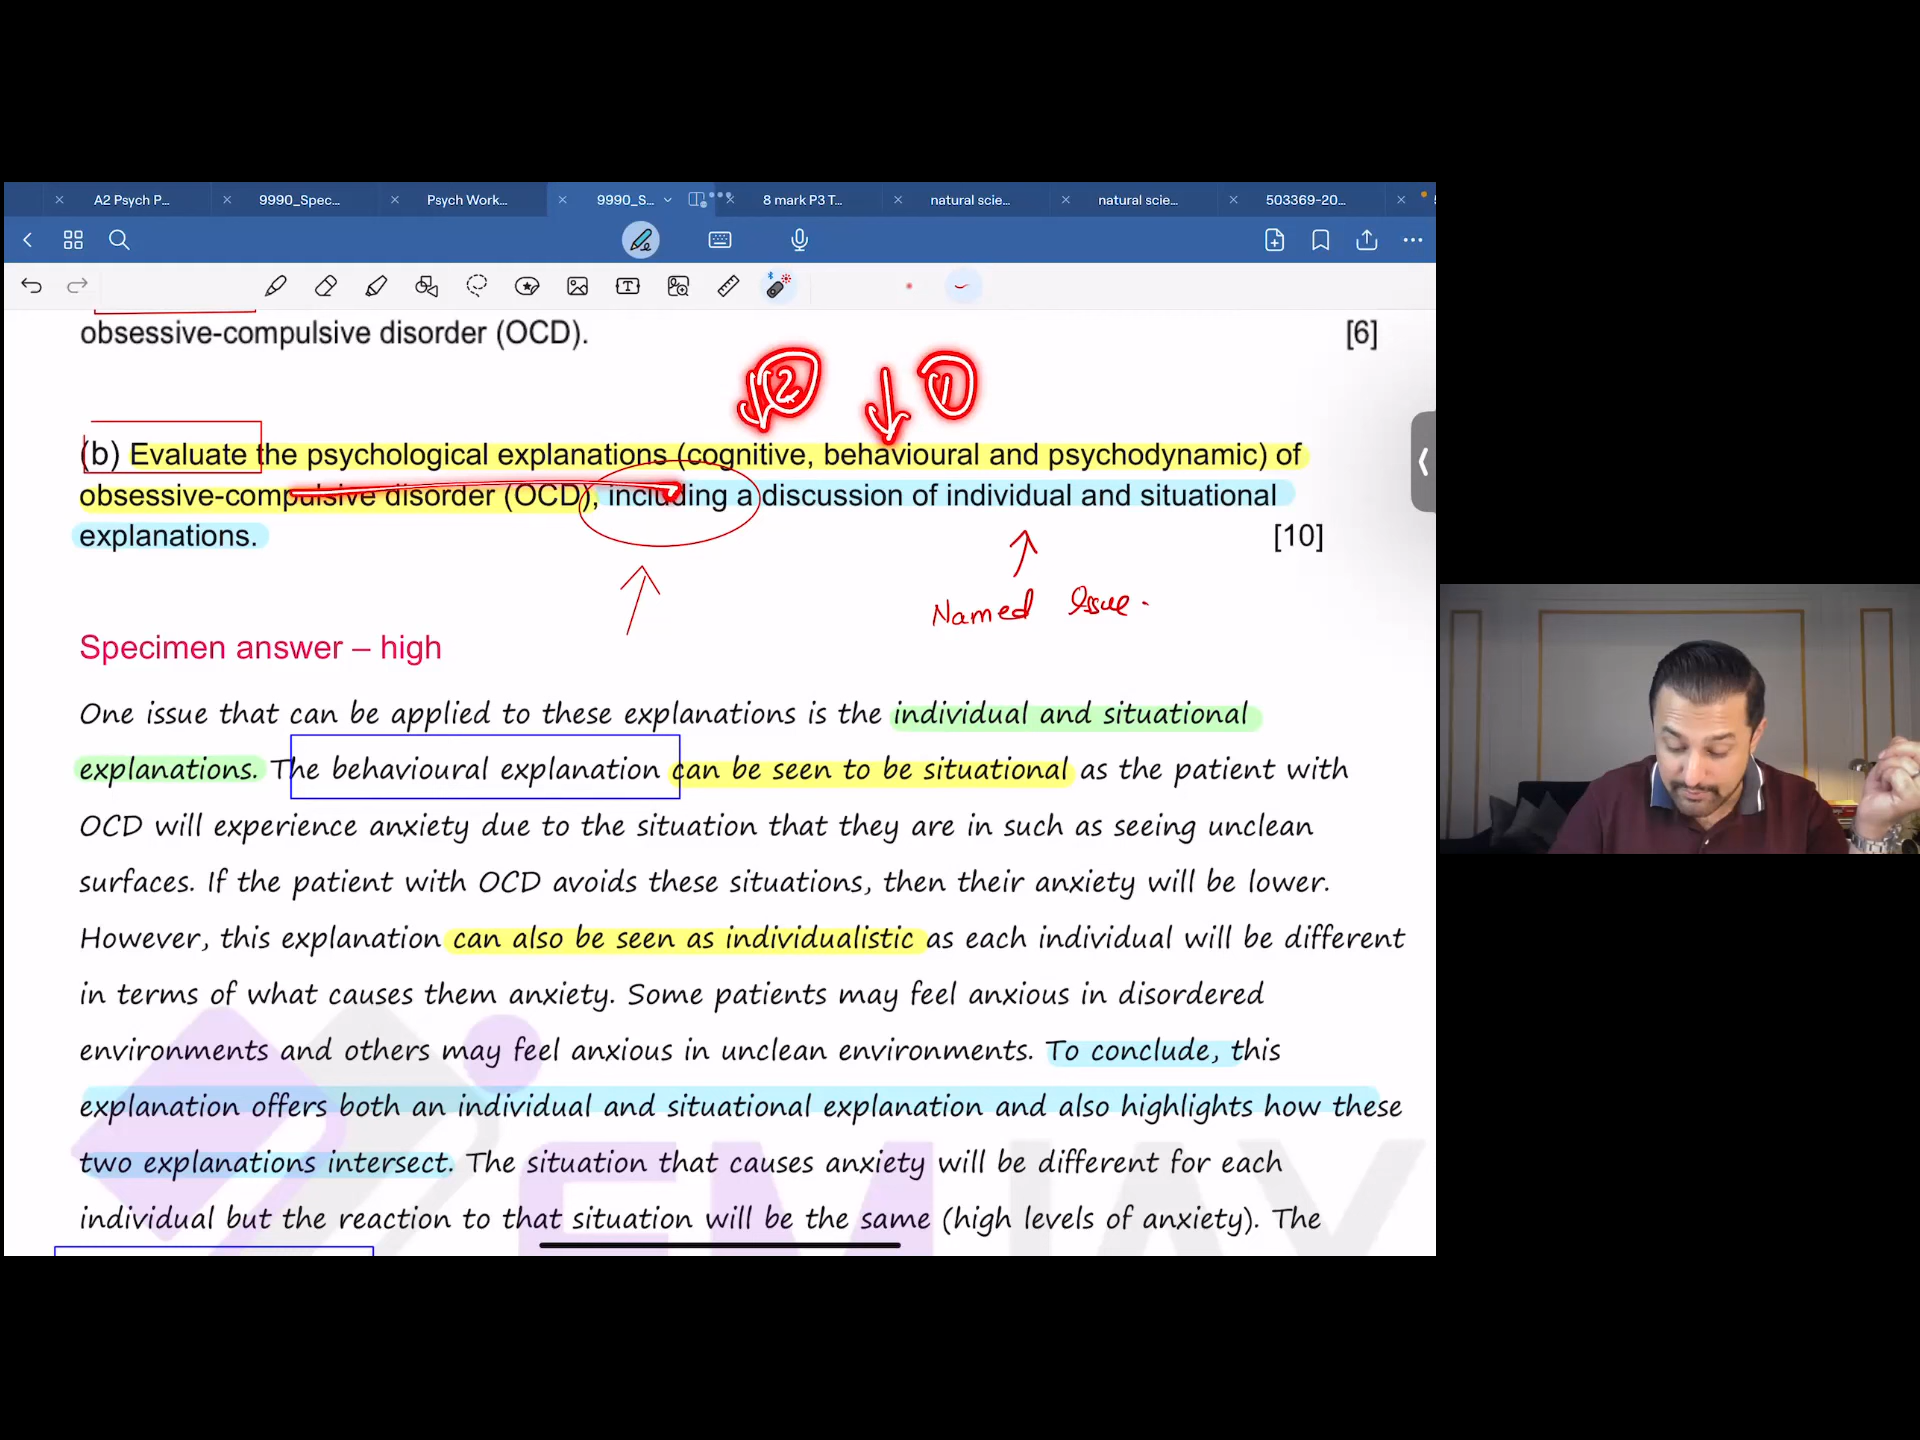 A2 Psych P...
9990_Spec...
Psych Work...
9990_S...
8 mark P3 T...
natural scie...
natural scie...
503369-20...
obsessive-compulsive disorder (OCD). [6]
2 1
(b) Evaluate the psychological explanations (cognitive, behavioural and psychodynamic) of
obsessive-compulsive disorder (OCD), including a discussion of individual and situational
explanations. [10]
Named Issue.
Specimen answer – high
One issue that can be applied to these explanations is the individual and situational
explanations. The behavioural explanation can be seen to be situational as the patient with
OCD will experience anxiety due to the situation that they are in such as seeing unclean
surfaces. If the patient with OCD avoids these situations, then their anxiety will be lower.
However, this explanation can also be seen as individualistic as each individual will be different
in terms of what causes them anxiety. Some patients may feel anxious in disordered
environments and others may feel anxious in unclean environments. To conclude, this
explanation offers both an individual and situational explanation and also highlights how these
two explanations intersect. The situation that causes anxiety will be different for each
individual but the reaction to that situation will be the same (high levels of anxiety). The